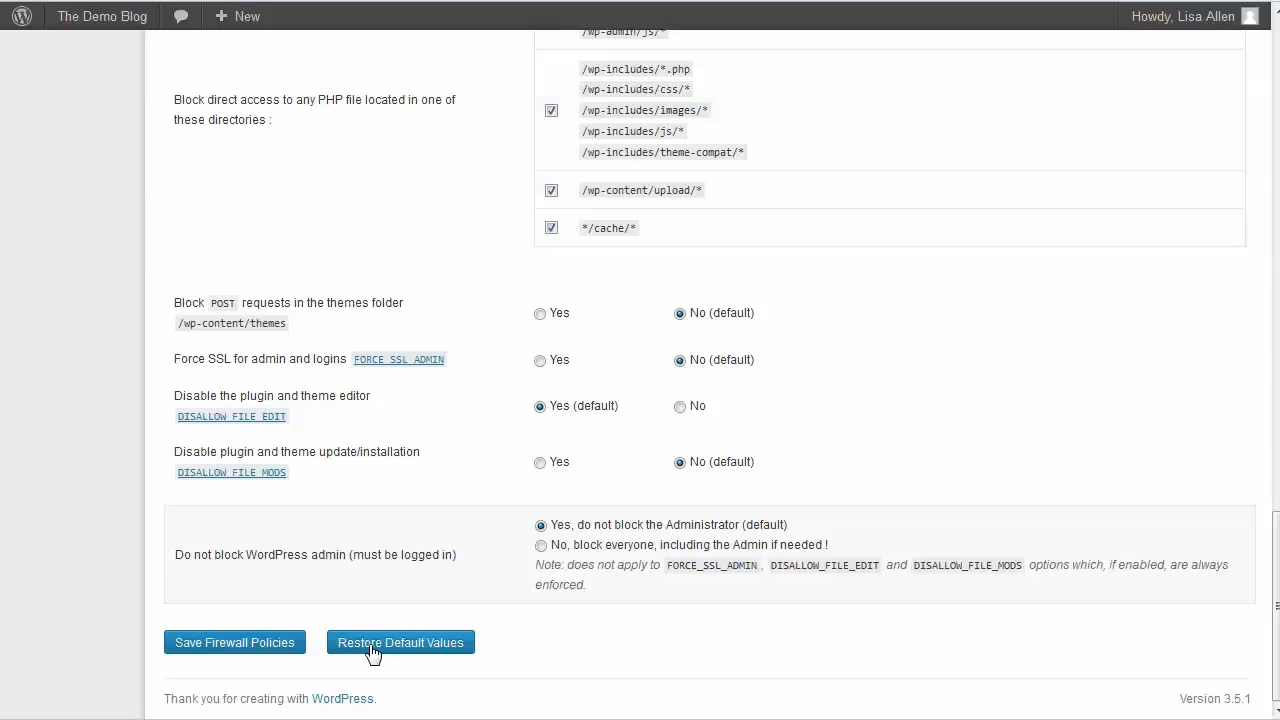 The Demo Blog
New
Howdy, Lisa Allen
/wp-admin/js/*
Block direct access to any PHP file located in one of
these directories :
/wp-includes/*.php
/wp-includes/css/*
/wp-includes/images/*
/wp-includes/js/*
/wp-includes/theme-compat/*
/wp-content/upload/*
*/cache/*
Block POST requests in the themes folder
/wp-content/themes
Yes
No (default)
Force SSL for admin and logins FORCE_SSL_ADMIN
Yes
No (default)
Disable the plugin and theme editor
DISALLOW_FILE_EDIT
Yes (default)
No
Disable plugin and theme update/installation
DISALLOW_FILE_MODS
Yes
No (default)
Do not block WordPress admin (must be logged in)
Yes, do not block the Administrator (default)
No, block everyone, including the Admin if needed !
Note: does not apply to FORCE_SSL_ADMIN, DISALLOW_FILE_EDIT and DISALLOW_FILE_MODS options which, if enabled, are always
enforced.
Save Firewall Policies
Restore Default Values
Thank you for creating with WordPress.
Version 3.5.1